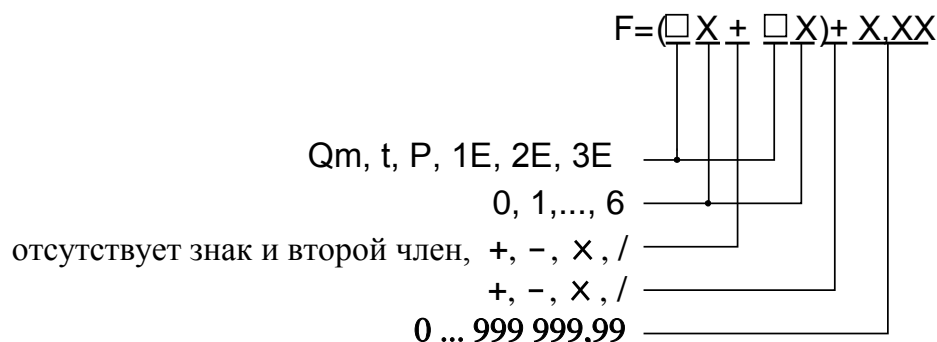 F=(□ X + □ X)+ X,XX
Qm, t, P, 1E, 2E, 3E
0, 1,..., 6
отсутствует знак и второй член, +, −, ×, /
+, −, ×, /
0 ... 999 999,99